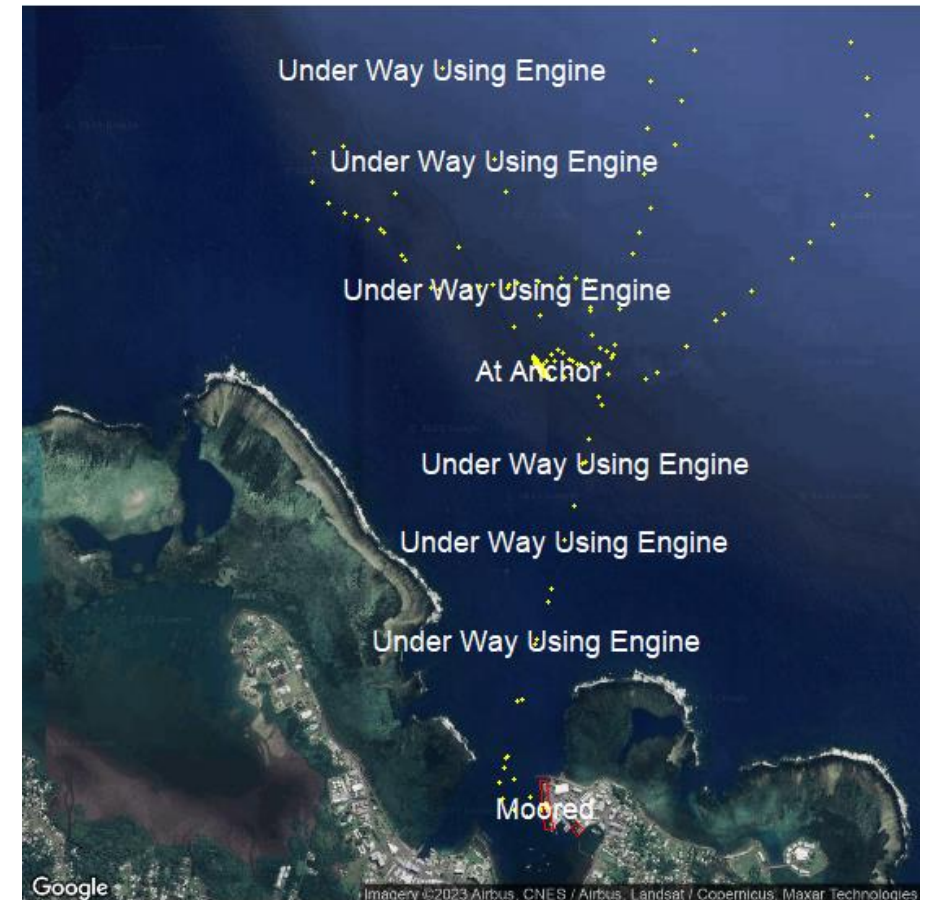 Under Way Using Engine
Under Way Using Engine
Under Way Using Engine
At Anchor
Under Way Using Engine
Under Way Using Engine
Under Way Using Engine
Moored
Google
Imagery ©2023 Airbus, CNES / Airbus, Landsat / Copernicus, Maxar Technologies